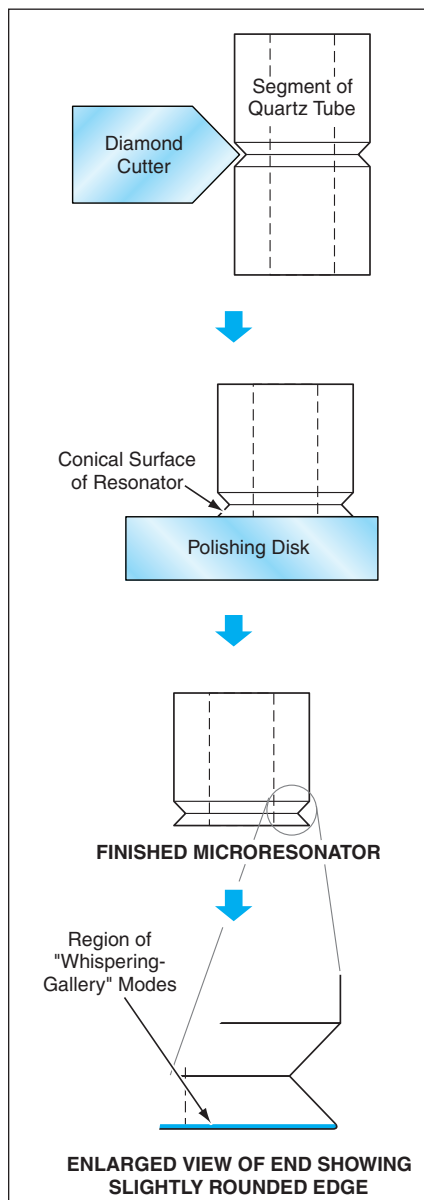 Segment of
Quartz Tube
Diamond
Cutter
Conical Surface
of Resonator
Polishing Disk
FINISHED MICRORESONATOR
Region of
"Whispering-
Gallery" Modes
ENLARGED VIEW OF END SHOWING
SLIGHTLY ROUNDED EDGE